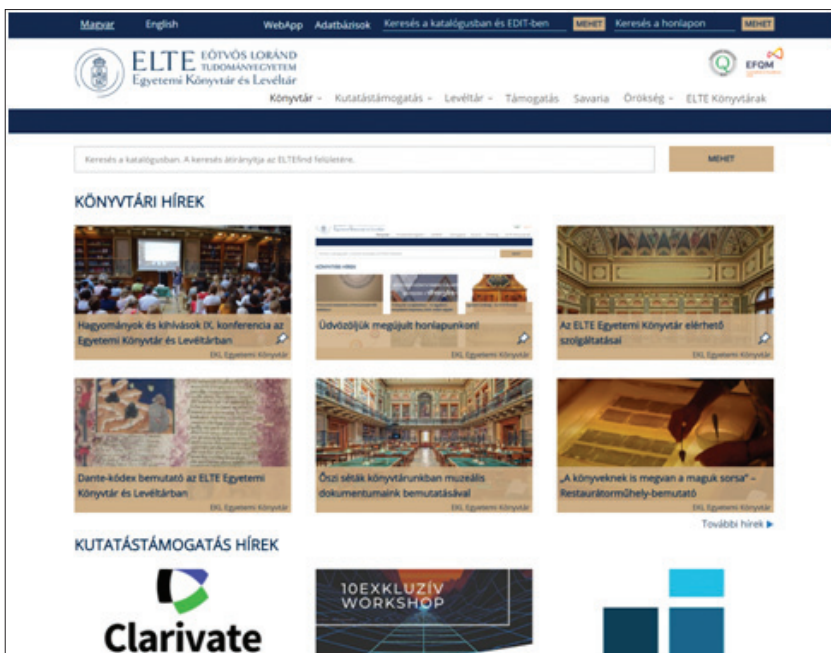 Magyar English WebApp Adatbázisok Keresés a katalógusban és EDIT-ben MEHET Keresés a honlapon MEHET
ELTE EÖTVÖS LORÁND
TUDOMÁNYEGYETEM
Egyetemi Könyvtár és Levéltár
EFQM
Könyvtár Kutatástámogatás Levéltár Támogatás Savaria Örökség ELTE Könyvtárak
Keresés a katalógusban. A keresés átirányítja az ELTEfind felületére. MEHET
KÖNYVTÁRI HÍREK
Hagyományok és kihívások IX. konferencia az
Egyetemi Könyvtár és Levéltárban
EKL Egyetemi Könyvtár
Üdvözöljük megújult honlapunkon!
EKL Egyetemi Könyvtár
Az ELTE Egyetemi Könyvtár elérhető
szolgáltatásai
EKL Egyetemi Könyvtár
Dante-kódex bemutató az ELTE Egyetemi
Könyvtár és Levéltárban
EKL Egyetemi Könyvtár
Őszi séták könyvtárunkban muzeális
dokumentumaink bemutatásával
EKL Egyetemi Könyvtár
„A könyveknek is megvan a maguk sorsa” –
Restaurátorműhely-bemutató
EKL Egyetemi Könyvtár
További hírek
KUTATÁSTÁMOGATÁS HÍREK
Clarivate
10EXKLUZÍV
WORKSHOP